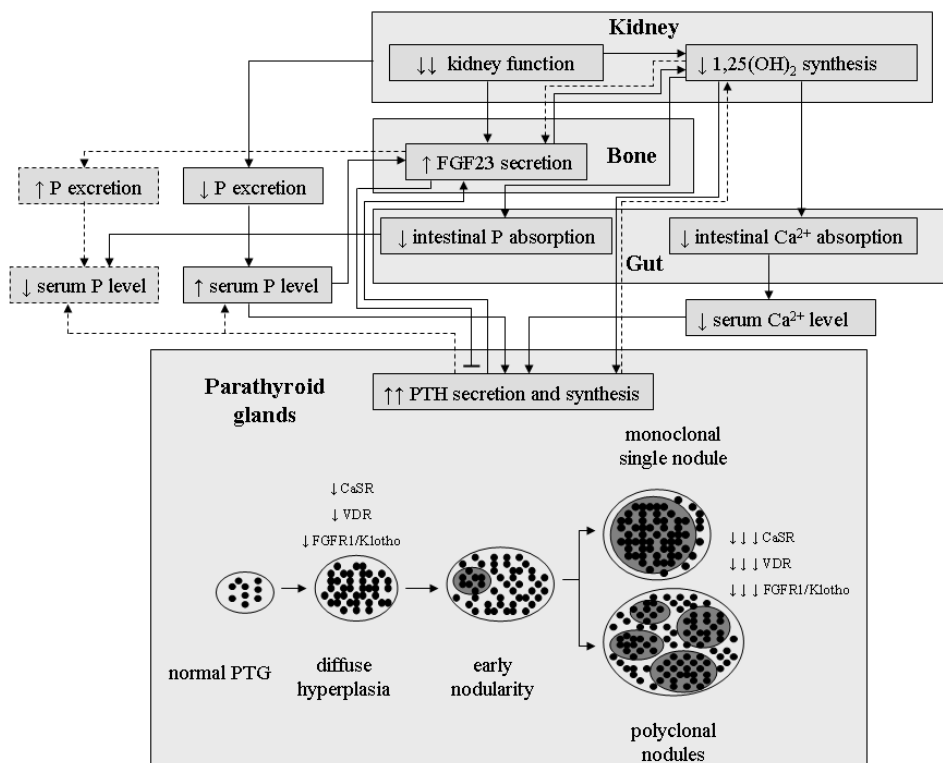 Kidney
↓↓ kidney function
↓ 1,25(OH)₂ synthesis
↑ FGF23 secretion
Bone
↑ P excretion
↓ P excretion
↓ intestinal P absorption
↓ intestinal Ca²⁺ absorption
Gut
↓ serum P level
↑ serum P level
↓ serum Ca²⁺ level
Parathyroid
glands
↑↑ PTH secretion and synthesis
monoclonal
single nodule
↓ CaSR
↓ VDR
↓ FGFR1/Klotho
↓↓↓ CaSR
↓↓↓ VDR
↓↓↓ FGFR1/Klotho
normal PTG
diffuse
hyperplasia
early
nodularity
polyclonal
nodules